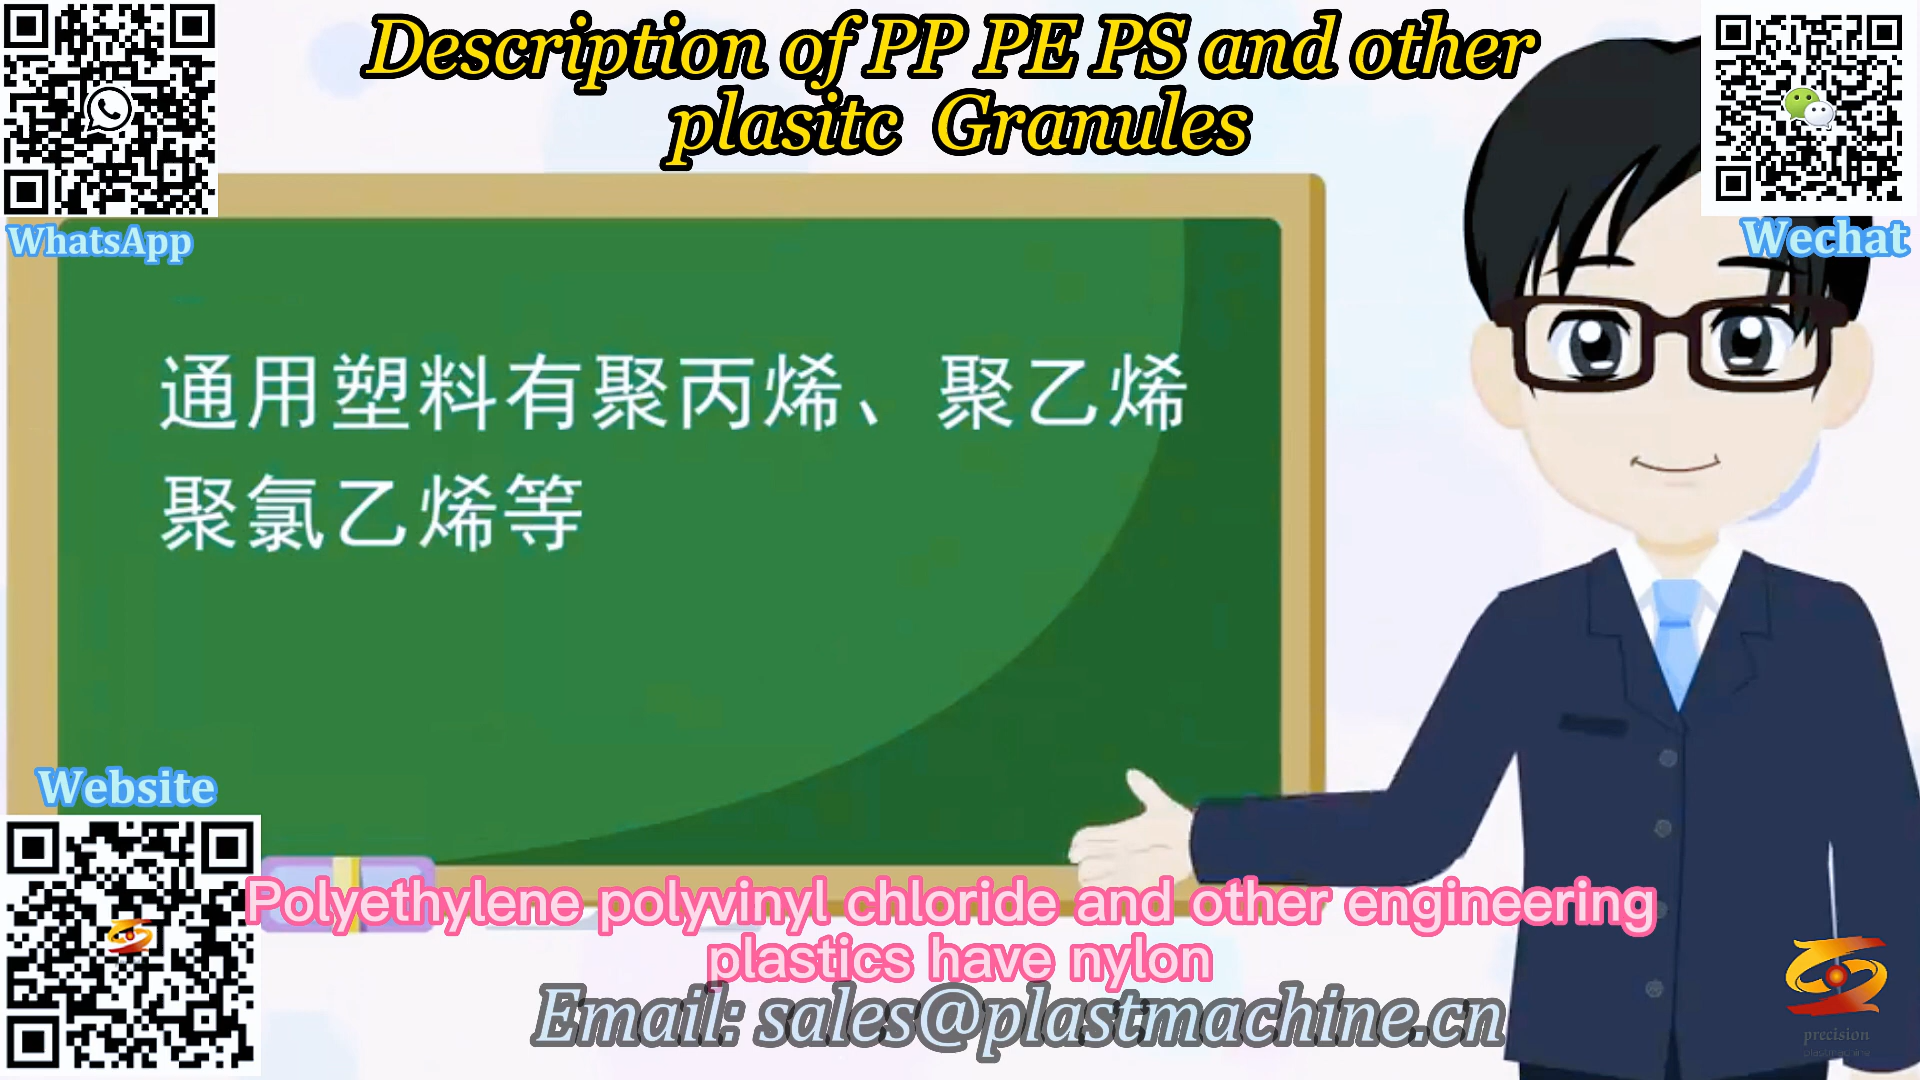 Description of PP PE PS and other
plasitc Granules
WhatsApp
Wechat
通用塑料有聚丙烯、聚乙烯
聚氯乙烯等
Website
Polyethylene polyvinyl chloride and other engineering
plastics have nylon
Email: sales@plastmachine.cn
precision